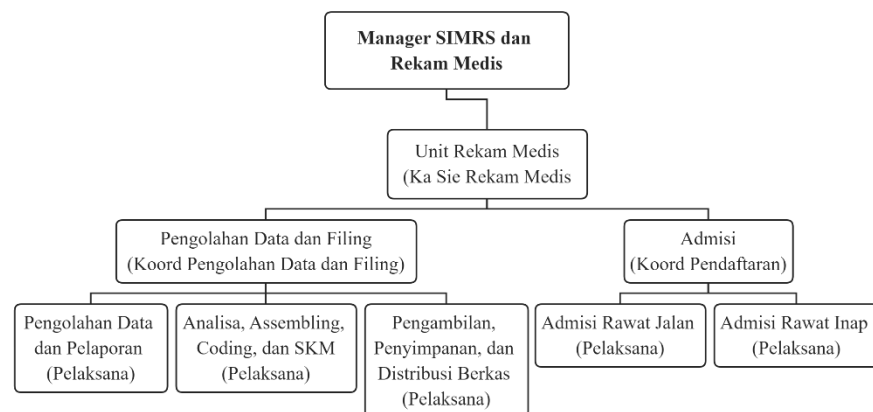 Manager SIMRS dan
Rekam Medis
Unit Rekam Medis
(Ka Sie Rekam Medis
Pengolahan Data dan Filing
(Koord Pengolahan Data dan Filing)
Admisi
(Koord Pendaftaran)
Pengolahan Data
dan Pelaporan
(Pelaksana)
Analisa, Assembling,
Coding, dan SKM
(Pelaksana)
Pengambilan,
Penyimpanan, dan
Distribusi Berkas
(Pelaksana)
Admisi Rawat Jalan
(Pelaksana)
Admisi Rawat Inap
(Pelaksana)